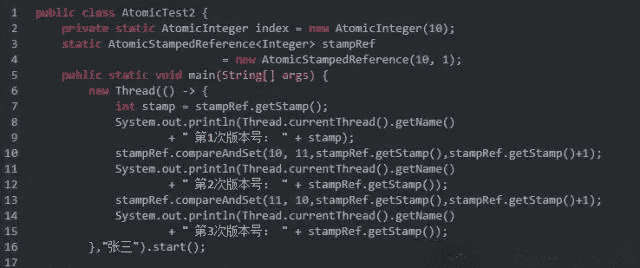 1 public class AtomicTest2 {
2 private static AtomicInteger index = new AtomicInteger(10);
3 static AtomicStampedReference<Integer> stampRef
4 = new AtomicStampedReference(10, 1);
5 public static void main(String[] args) {
6 new Thread(() -> {
7 int stamp = stampRef.getStamp();
8 System.out.println(Thread.currentThread().getName()
9 + " 第1次版本号： " + stamp);
10 stampRef.compareAndSet(10, 11,stampRef.getStamp(),stampRef.getStamp()+1);
11 System.out.println(Thread.currentThread().getName()
12 + " 第2次版本号： " + stampRef.getStamp());
13 stampRef.compareAndSet(11, 10,stampRef.getStamp(),stampRef.getStamp()+1);
14 System.out.println(Thread.currentThread().getName()
15 + " 第3次版本号： " + stampRef.getStamp());
16 },"张三").start();
17